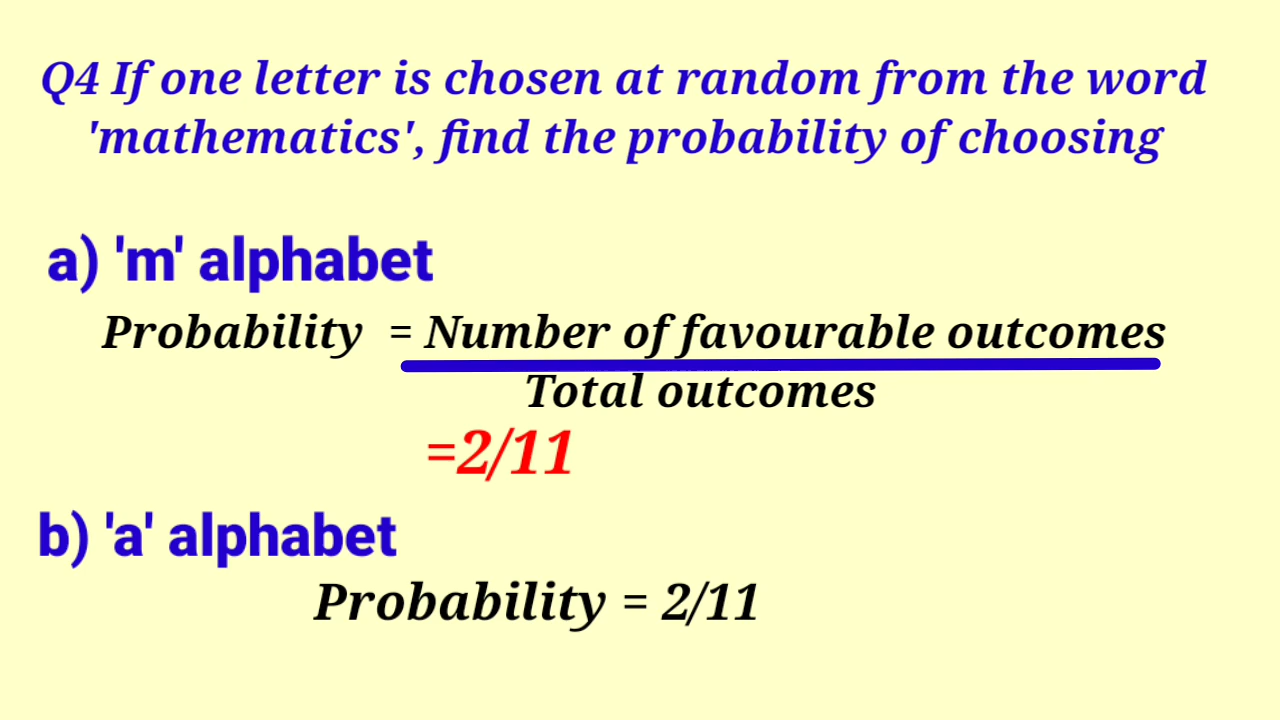 Q4 If one letter is chosen at random from the word
'mathematics', find the probability of choosing
a) 'm' alphabet
Probability = Number of favourable outcomes
Total outcomes
=2/11
b) 'a' alphabet
Probability = 2/11